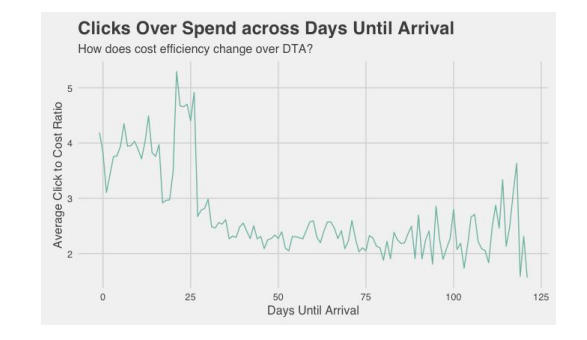 Clicks Over Spend across Days Until Arrival
How does cost efficiency change over DTA?
Average Click to Cost Ratio
5
4
3
2
0 25 50 75 100 125
Days Until Arrival